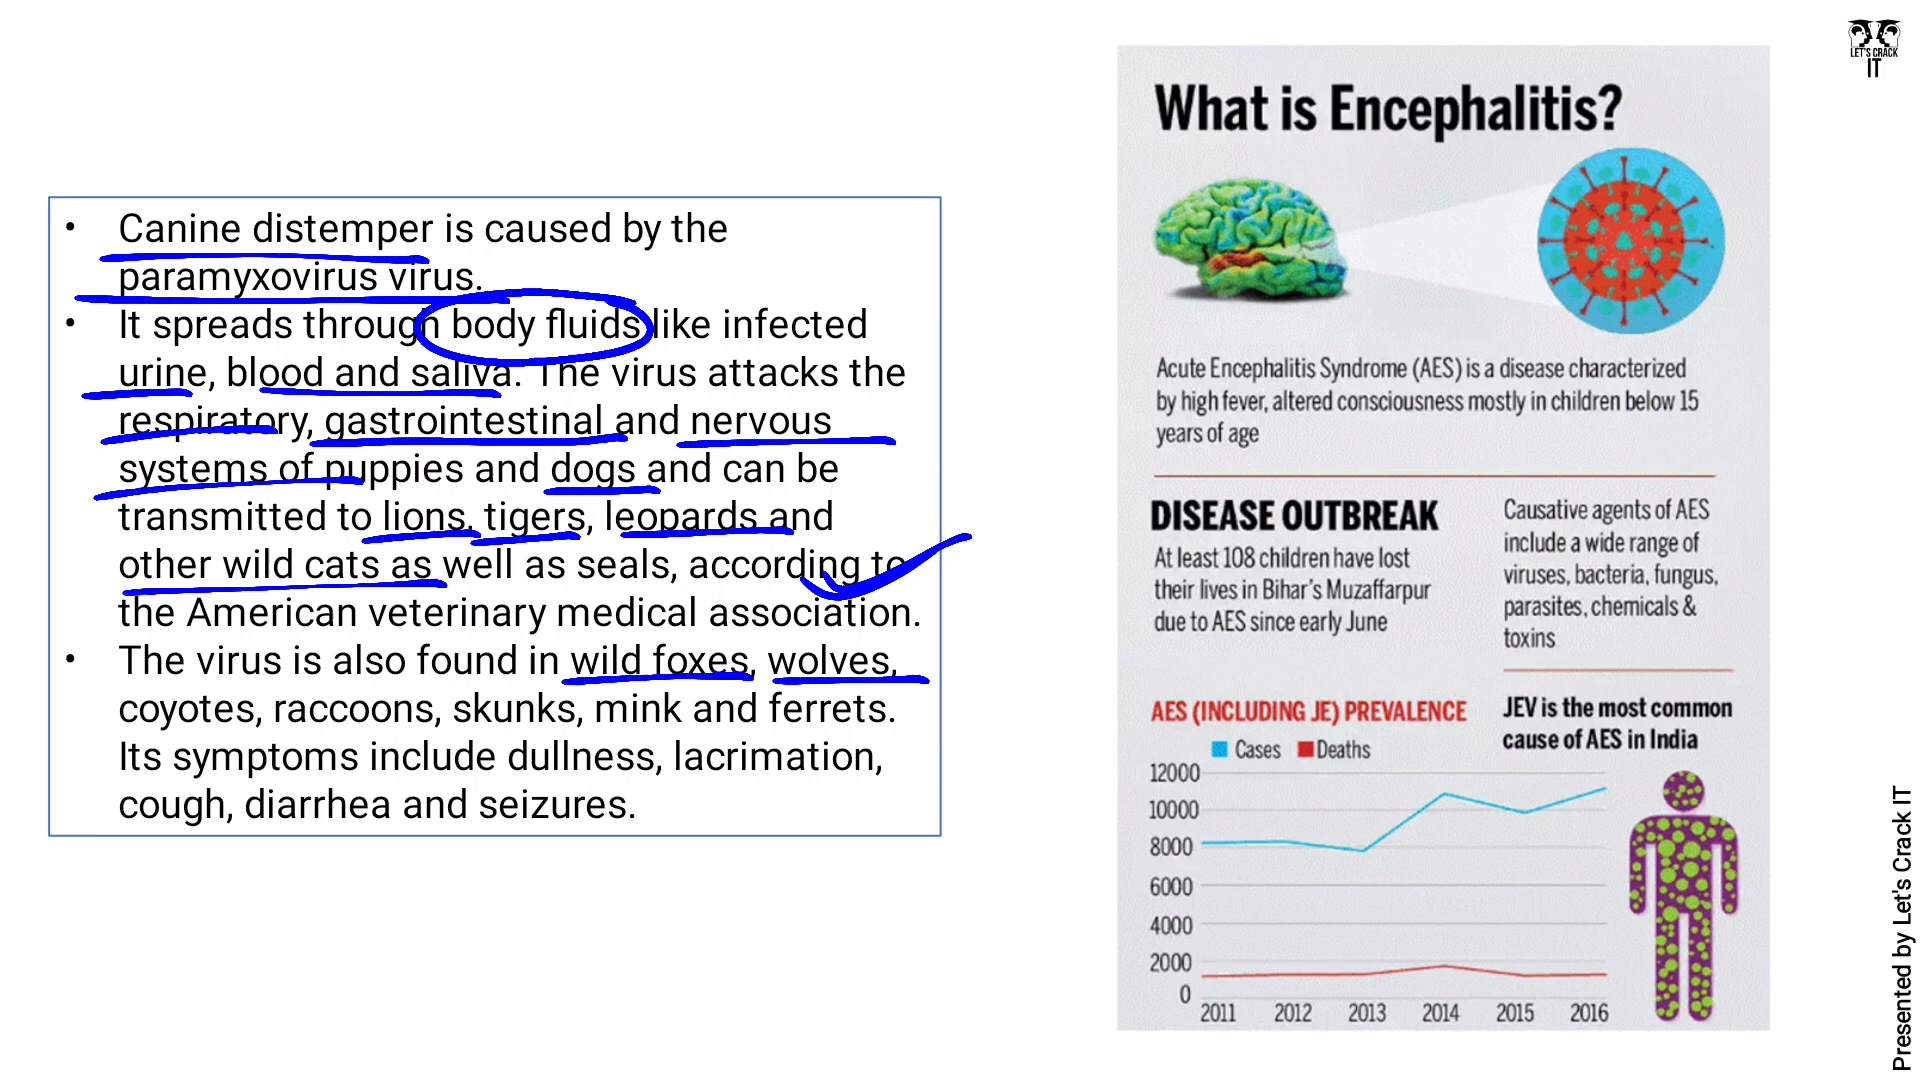 LET'S CRACK
IT
• Canine distemper is caused by the
paramyxovirus virus.
• It spreads through body fluids like infected
urine, blood and saliva. The virus attacks the
respiratory, gastrointestinal and nervous
systems of puppies and dogs and can be
transmitted to lions, tigers, leopards and
other wild cats as well as seals, according to
the American veterinary medical association.
• The virus is also found in wild foxes, wolves,
coyotes, raccoons, skunks, mink and ferrets.
Its symptoms include dullness, lacrimation,
cough, diarrhea and seizures.
What is Encephalitis?
Acute Encephalitis Syndrome (AES) is a disease characterized
by high fever, altered consciousness mostly in children below 15
years of age
DISEASE OUTBREAK
At least 108 children have lost
their lives in Bihar's Muzaffarpur
due to AES since early June
Causative agents of AES
include a wide range of
viruses, bacteria, fungus,
parasites, chemicals &
toxins
AES (INCLUDING JE) PREVALENCE
Cases Deaths
12000
10000
8000
6000
4000
2000
0
2011 2012 2013 2014 2015 2016
JEV is the most common
cause of AES in India
Presented by Let's Crack IT